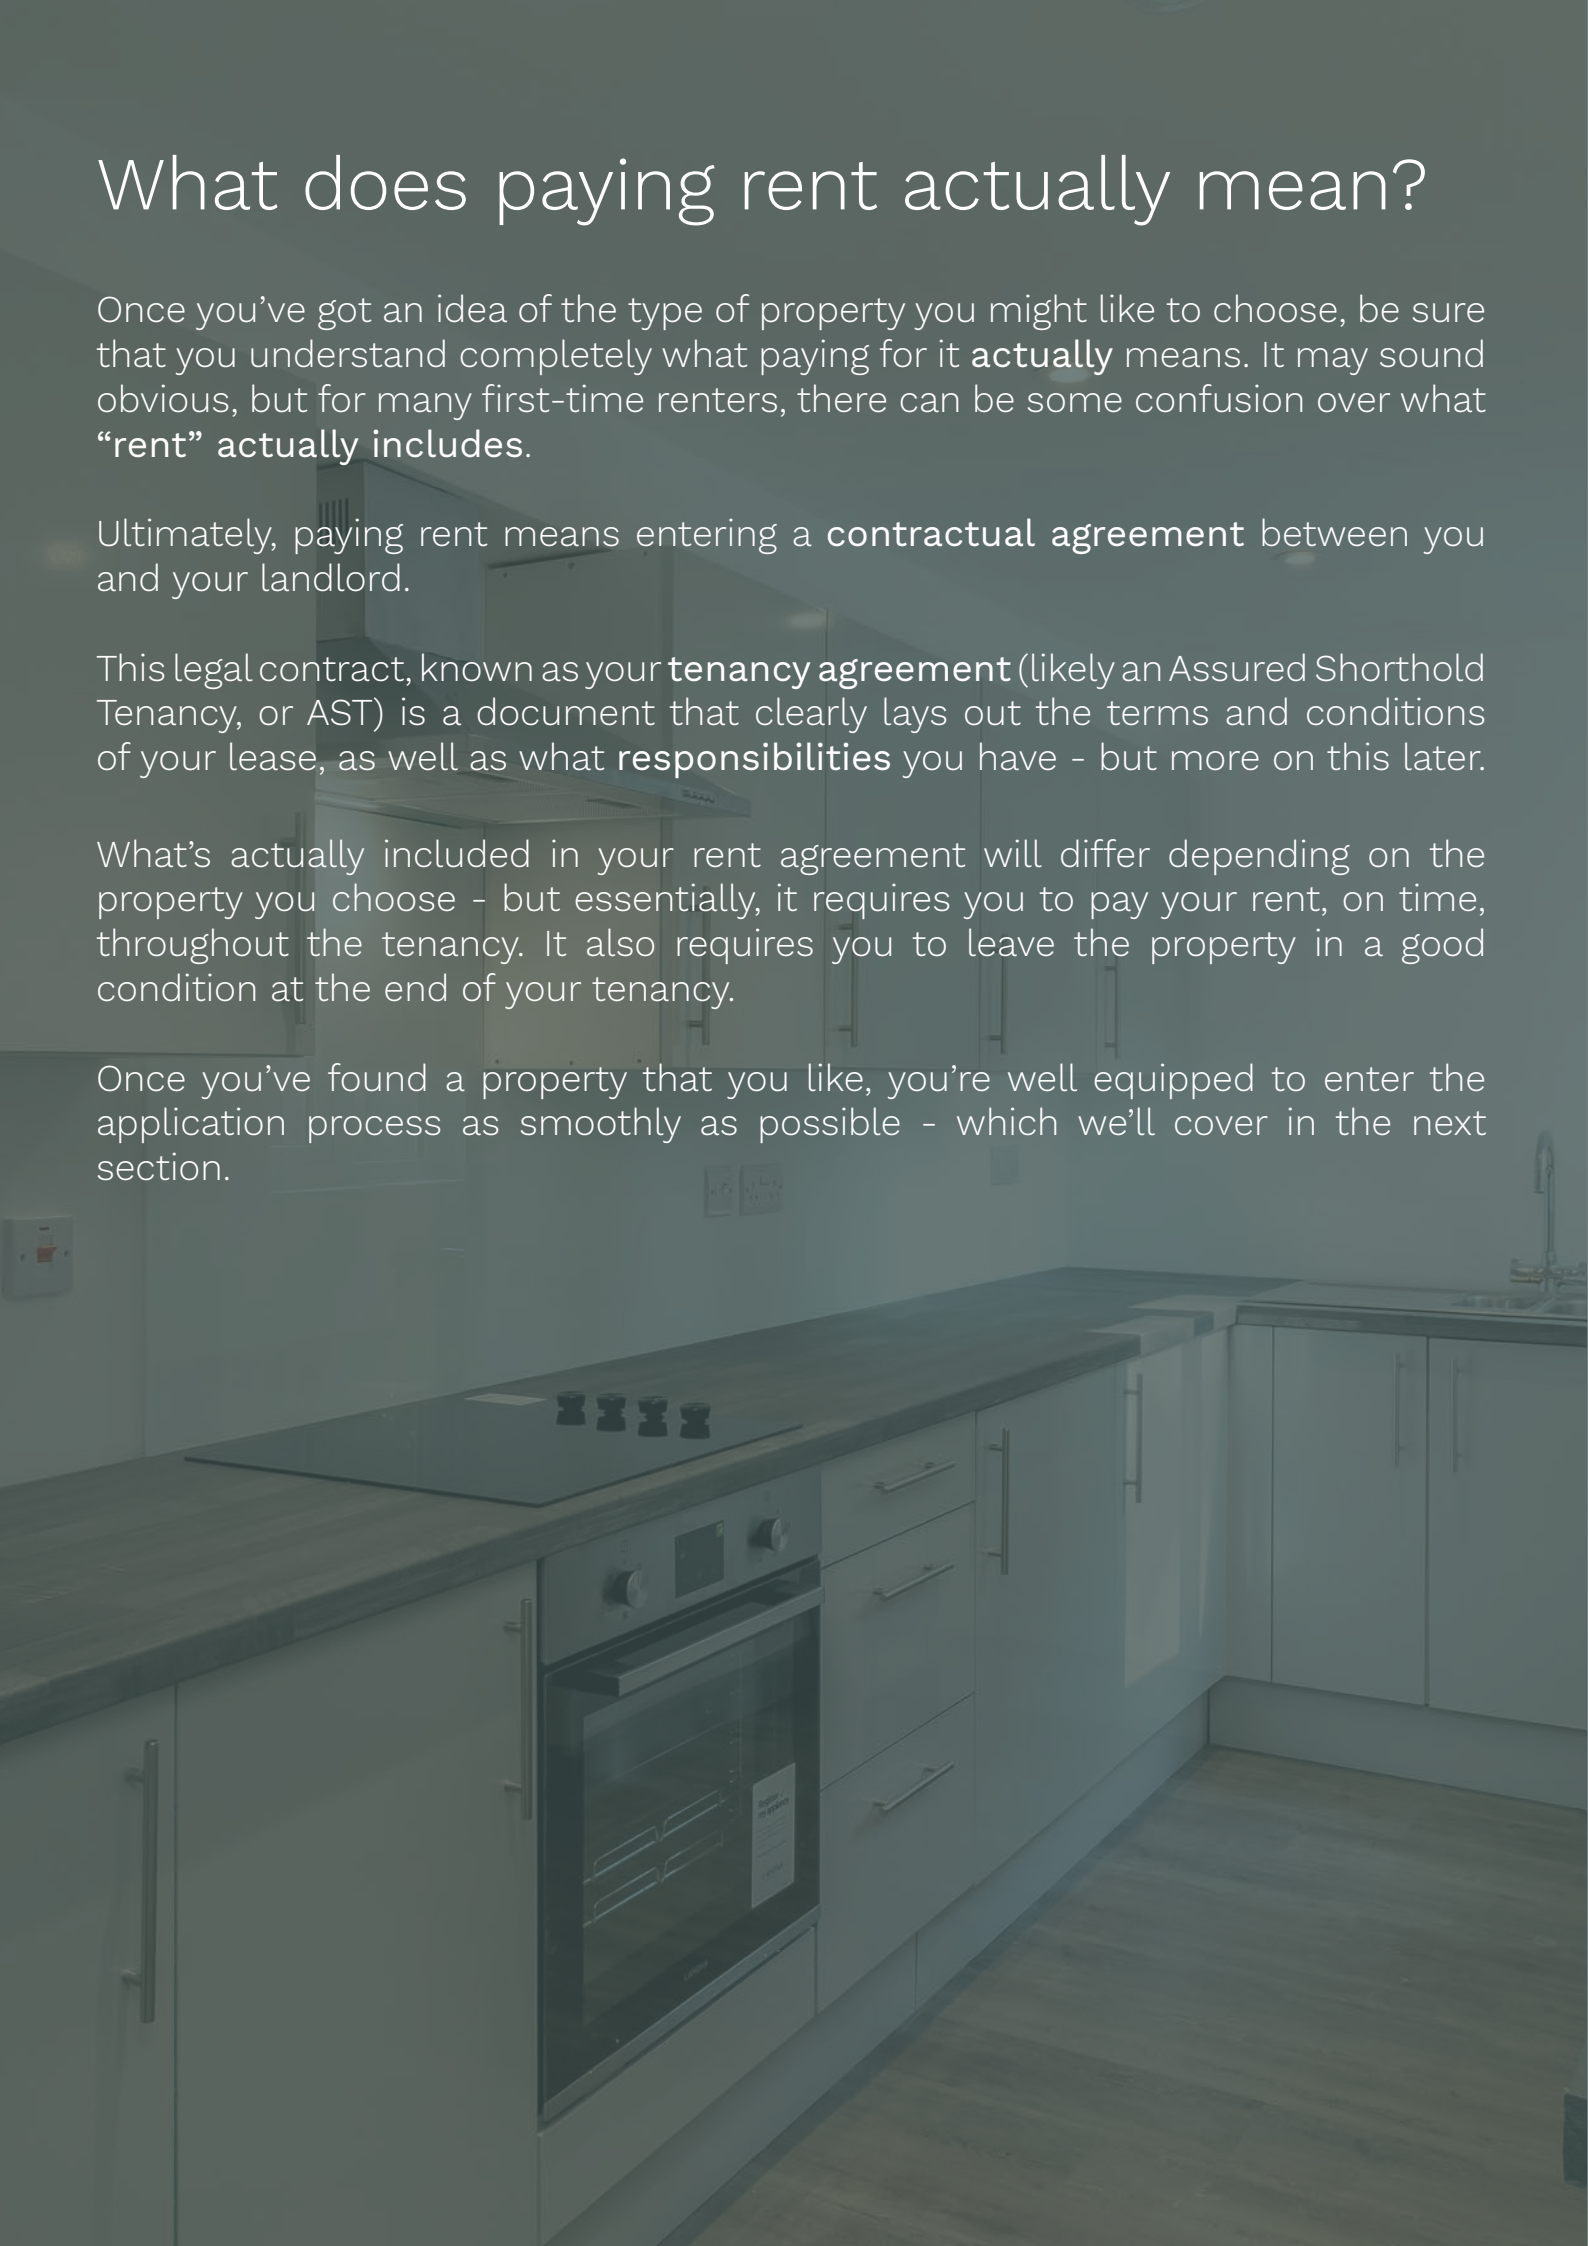 What does paying rent actually mean?
Once you’ve got an idea of the type of property you might like to choose, be sure
that you understand completely what paying for it actually means. It may sound
obvious, but for many first-time renters, there can be some confusion over what
“rent” actually includes.
Ultimately, paying rent means entering a contractual agreement between you
and your landlord.
This legal contract, known as your tenancy agreement (likely an Assured Shorthold
Tenancy, or AST) is a document that clearly lays out the terms and conditions
of your lease, as well as what responsibilities you have - but more on this later.
What’s actually included in your rent agreement will differ depending on the
property you choose - but essentially, it requires you to pay your rent, on time,
throughout the tenancy. It also requires you to leave the property in a good
condition at the end of your tenancy.
Once you’ve found a property that you like, you’re well equipped to enter the
application process as smoothly as possible - which we’ll cover in the next
section.
Register
my appliance